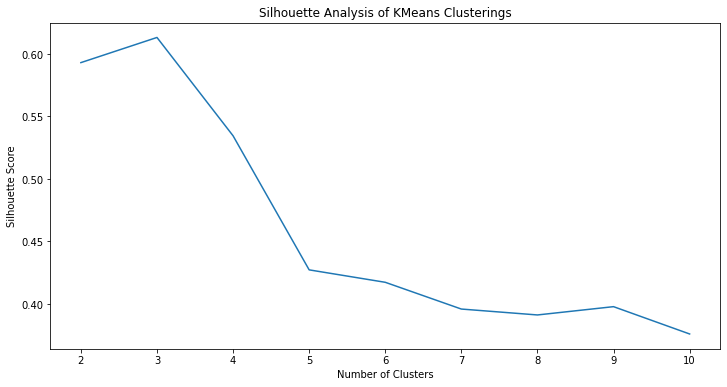 Silhouette Analysis of KMeans Clusterings
Silhouette Score
0.60
0.55
0.50
0.45
0.40
2 3 4 5 6 7 8 9 10
Number of Clusters